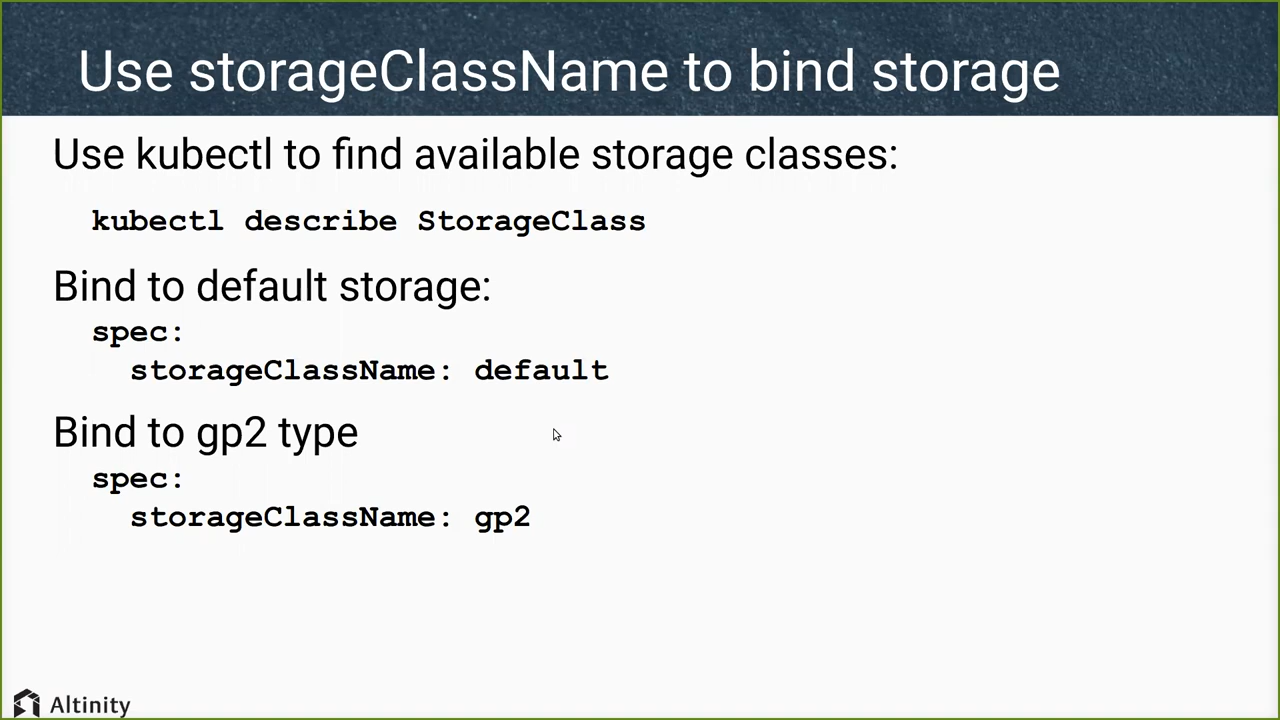 Use storageClassName to bind storage
Use kubectl to find available storage classes:
kubectl describe StorageClass
Bind to default storage:
spec:
  storageClassName: default
Bind to gp2 type
spec:
  storageClassName: gp2
Altinity